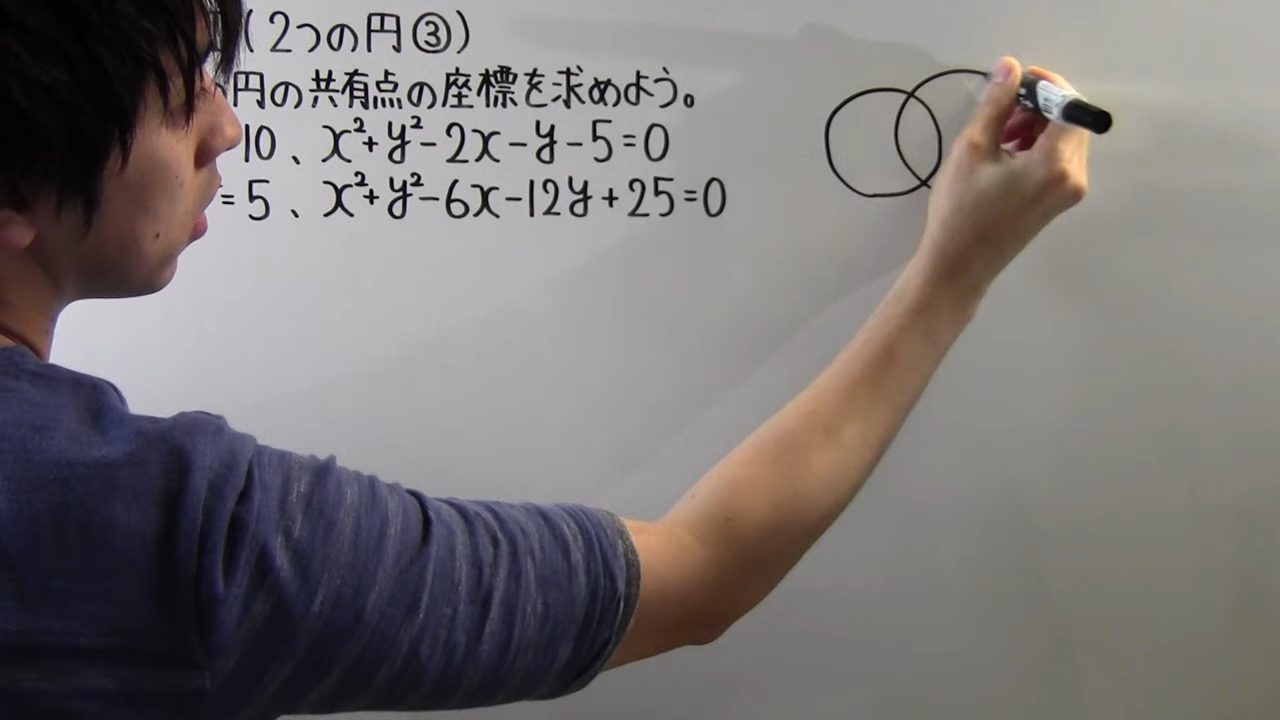 (2つの円③)
円の共有点の座標を求めよう。
10、x²+y²-2x-y-5=0
=5、x²+y²-6x-12y+25=0